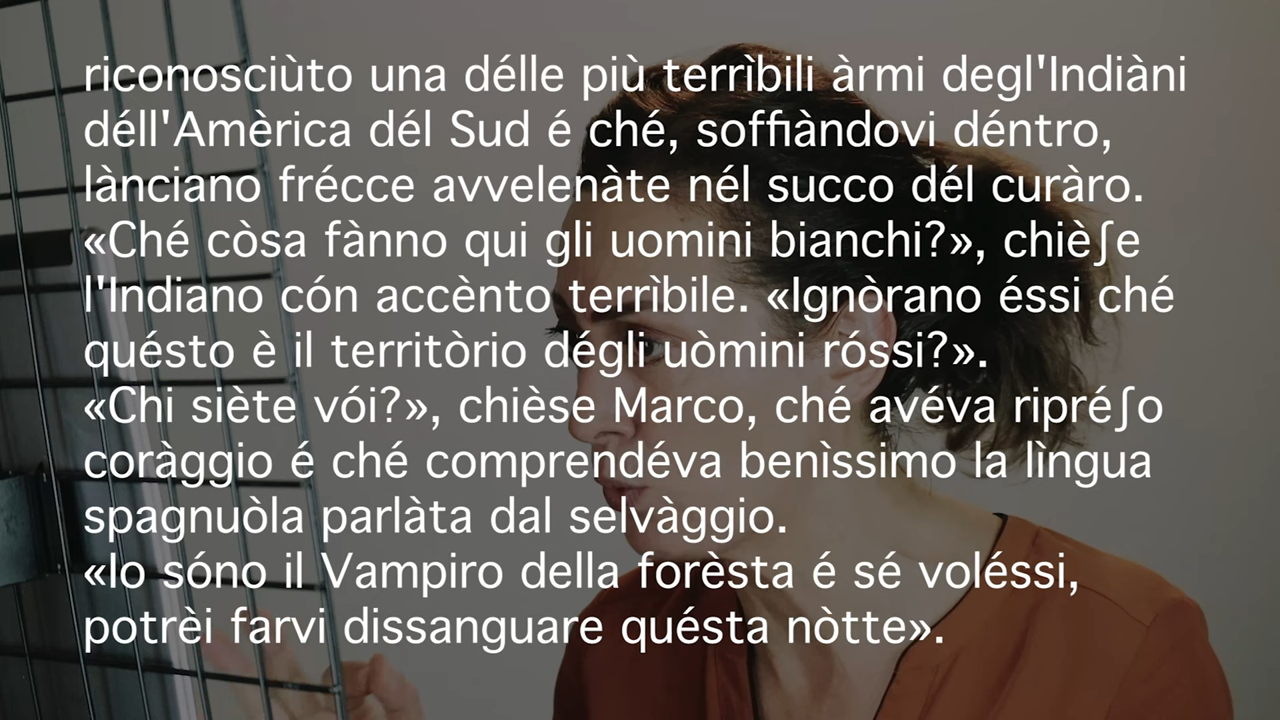 riconosciùto una délle più terrìbili àrmi degl'Indiàni
déll'Amèrica dél Sud é ché, soffiàndovi déntro,
lànciano frécce avvelenàte nél succo dél curàro.
«Ché còsa fànno qui gli uomini bianchi?», chièʃe
l'Indiano cón accènto terrìbile. «Ignòrano éssi ché
quésto è il territòrio dégli uòmini róssi?».
«Chi siète vói?», chièse Marco, ché avéva ripréʃo
coràggio é ché comprendéva benìssimo la lìngua
spagnuòla parlàta dal selvàggio.
«Io sóno il Vampiro della forèsta é sé voléssi,
potrèi farvi dissanguare quésta nòtte».